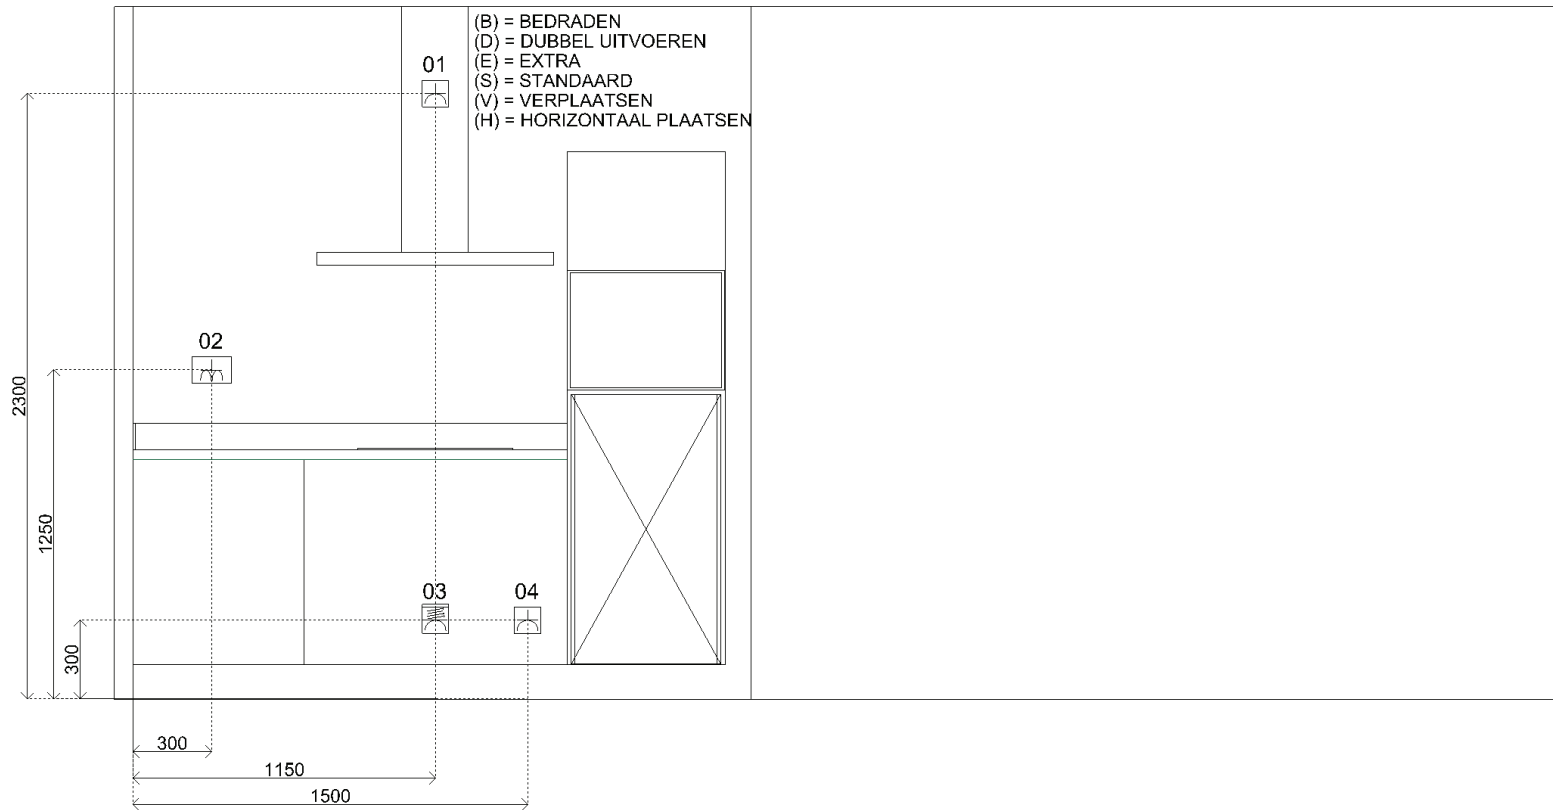 (B) = BEDRADEN
(D) = DUBBEL UITVOEREN
(E) = EXTRA
(S) = STANDAARD
(V) = VERPLAATSEN
(H) = HORIZONTAAL PLAATSEN
01
02
03
04
2300
1250
300
300
1150
1500